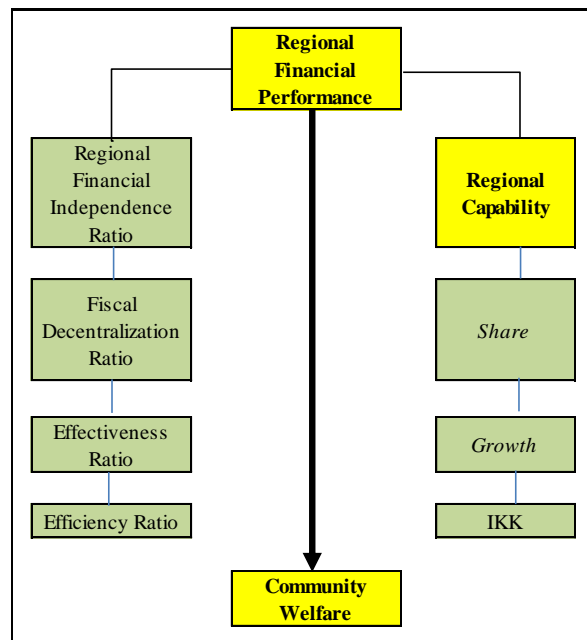 Regional
Financial
Performance
Regional
Financial
Independence
Ratio
Regional
Capability
Fiscal
Decentralization
Ratio
Share
Effectiveness
Ratio
Growth
Efficiency Ratio
IKK
Community
Welfare